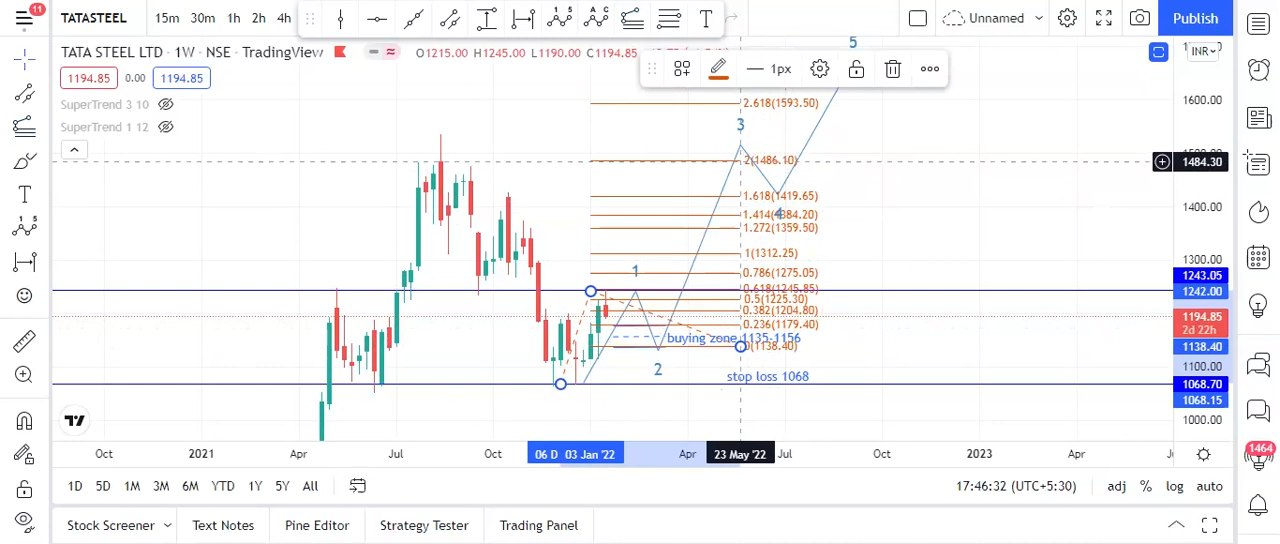 11
TATASTEEL 15m 30m 1h 2h 4h Unnamed Publish
TATA STEEL LTD · 1W · NSE · TradingView O1215.00 H1245.00 L1190.00 C1194.85
1194.85 0.00 1194.85
1px
INR
SuperTrend 3 10
SuperTrend 1 12
5
2.618(1593.50)
1600.00
3
2(1486.10)
1484.30
1.618(1419.65)
1400.00
4
1.414(1384.20)
1.272(1359.50)
1(1312.25)
1300.00
1
0.786(1275.05)
1243.05
0.618(1245.85)
1242.00
0.5(1225.30)
0.382(1204.80)
1194.85
0.236(1179.40)
2d 22h
buying zone 1135-1156
0(1138.40)
1138.40
2
1100.00
stop loss 1068
1068.70
1068.15
1000.00
Oct 2021 Apr Jul Oct 06 D 03 Jan '22 Apr 23 May '22 Jul Oct 2023 Apr
1464
1D 5D 1M 3M 6M YTD 1Y 5Y All 17:46:32 (UTC+5:30) adj % log auto
Stock Screener Text Notes Pine Editor Strategy Tester Trading Panel